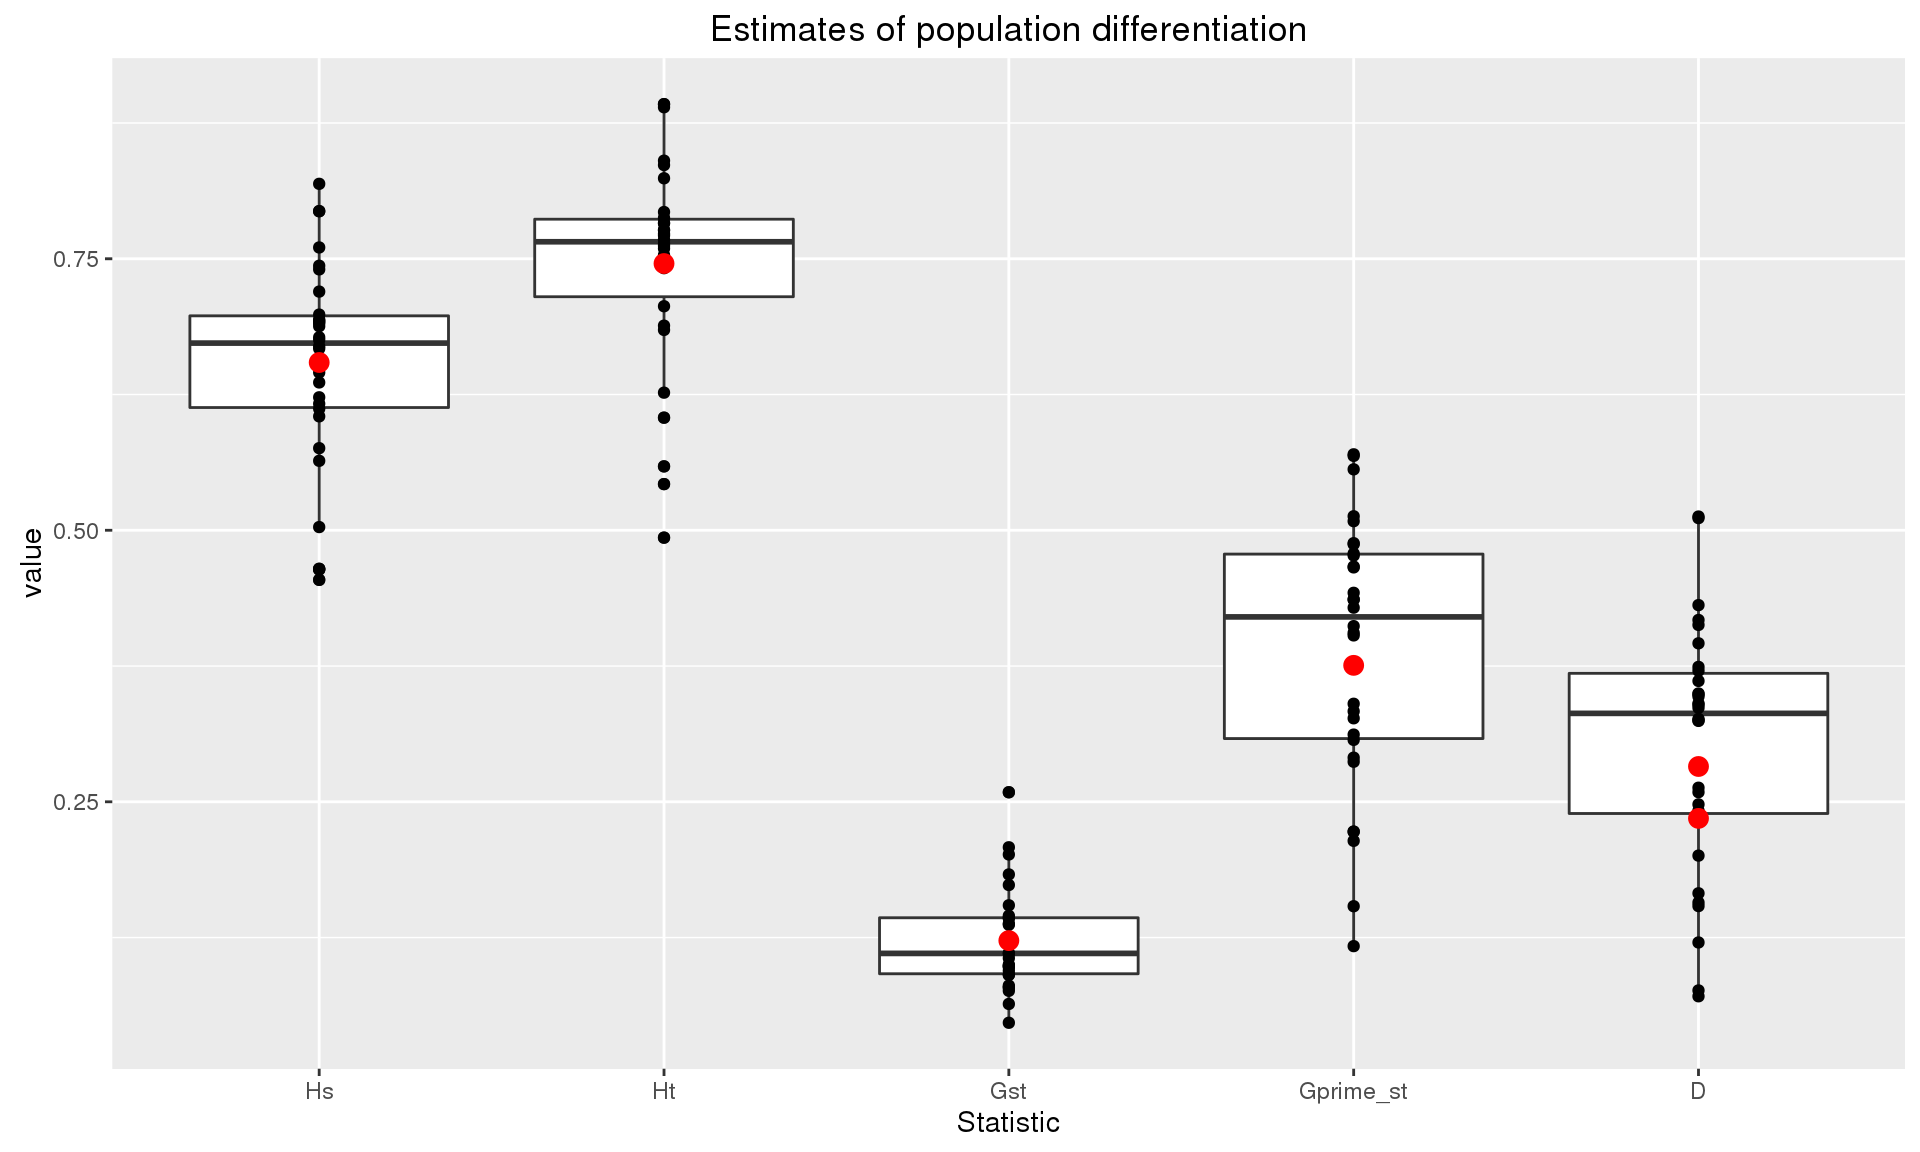 Estimates of population differentiation
value
0.75
0.50
0.25
Hs
Ht
Gst
Gprime_st
D
Statistic